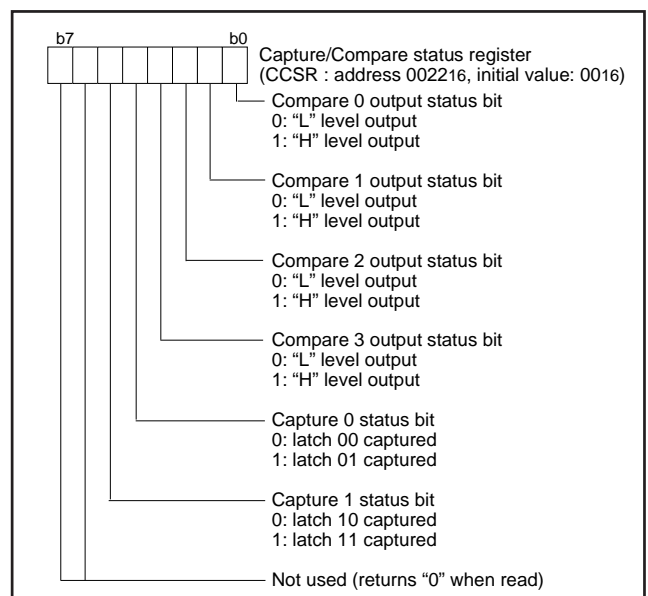 b7 b0
Capture/Compare status register
(CCSR : address 002216, initial value: 0016)
Compare 0 output status bit
0: “L” level output
1: “H” level output
Compare 1 output status bit
0: “L” level output
1: “H” level output
Compare 2 output status bit
0: “L” level output
1: “H” level output
Compare 3 output status bit
0: “L” level output
1: “H” level output
Capture 0 status bit
0: latch 00 captured
1: latch 01 captured
Capture 1 status bit
0: latch 10 captured
1: latch 11 captured
Not used (returns “0” when read)